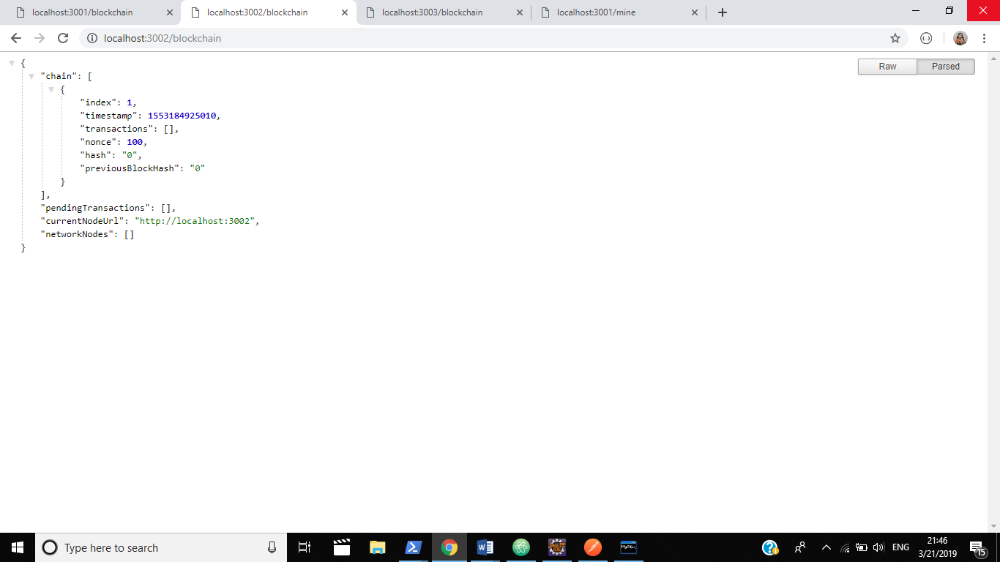 localhost:3001/blockchain
localhost:3002/blockchain
localhost:3003/blockchain
localhost:3001/mine
localhost:3002/blockchain
Raw
Parsed
{
"chain": [
{
"index": 1,
"timestamp": 1553184925010,
"transactions": [],
"nonce": 100,
"hash": "0",
"previousBlockHash": "0"
}
],
"pendingTransactions": [],
"currentNodeUrl": "http://localhost:3002",
"networkNodes": []
}
Type here to search
ENG
21:46
3/21/2019
15